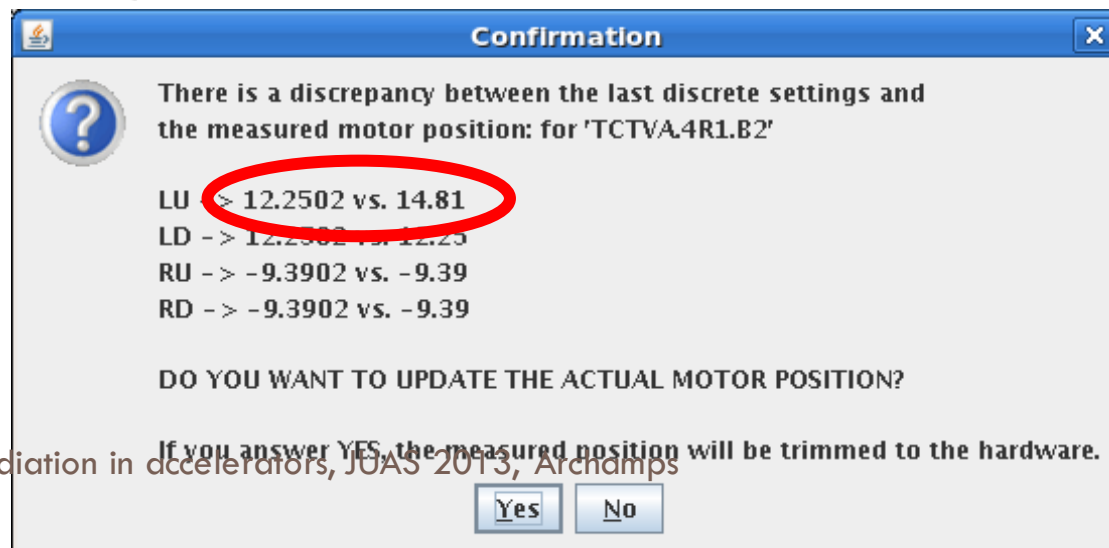 Confirmation
There is a discrepancy between the last discrete settings and
the measured motor position: for 'TCTVA.4R1.B2'
LU -> 12.2502 vs. 14.81
LD -> 12.2502 vs. 12.25
RU -> -9.3902 vs. -9.39
RD -> -9.3902 vs. -9.39
DO YOU WANT TO UPDATE THE ACTUAL MOTOR POSITION?
If you answer YES, the measured position will be trimmed to the hardware.
diation in accelerators, JUAS 2013, Archamps
Yes No